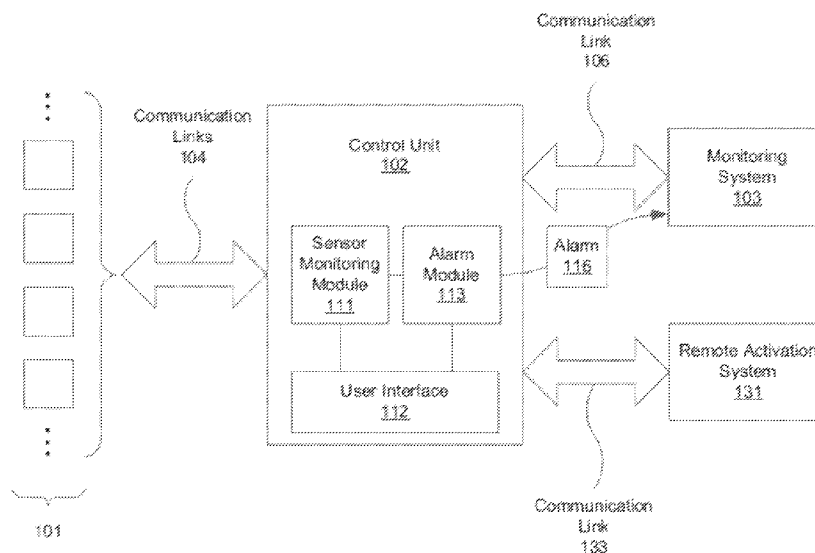 Communication
Link
106
Communication
Links
104
Control Unit
102
Monitoring
System
103
Sensor
Monitoring
Module
111
Alarm
Module
113
Alarm
116
User Interface
112
Remote Activation
System
131
101
Communication
Link
133